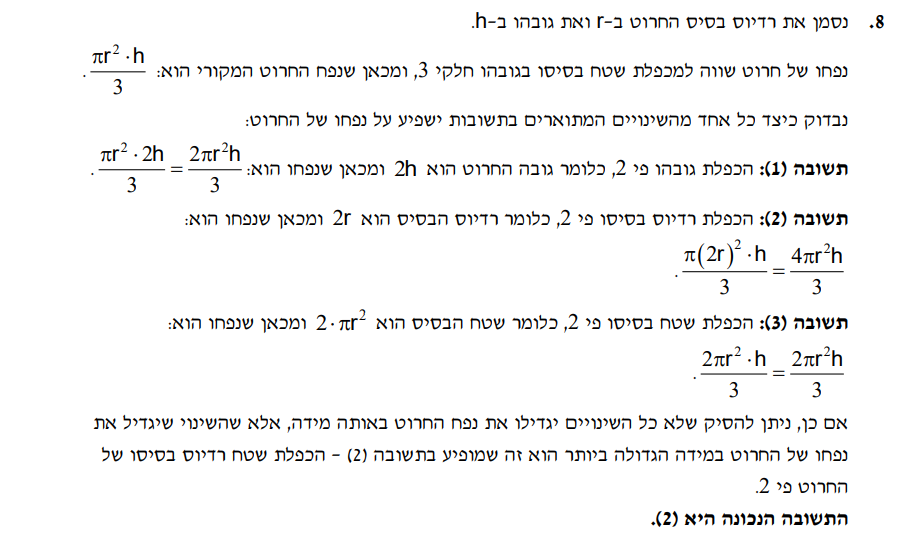 8. נסמן את רדיוס בסיס החרוט ב-r ואת גובהו ב-h.
נפחו של חרוט שווה למכפלת שטח בסיסו בגובהו חלקי 3, ומכאן שנפח החרוט המקורי הוא: $\frac{\pi r^2 \cdot h}{3}$.
נבדוק כיצד כל אחד מהשינויים המתוארים בתשובות ישפיע על נפחו של החרוט:
תשובה (1): הכפלת גובהו פי 2, כלומר גובה החרוט הוא 2h ומכאן שנפחו הוא: $\frac{\pi r^2 \cdot 2h}{3} = \frac{2\pi r^2 h}{3}$.
תשובה (2): הכפלת רדיוס בסיסו פי 2, כלומר רדיוס הבסיס הוא 2r ומכאן שנפחו הוא:
$\frac{\pi (2r)^2 \cdot h}{3} = \frac{4\pi r^2 h}{3}$.
תשובה (3): הכפלת שטח בסיסו פי 2, כלומר שטח הבסיס הוא $2 \cdot \pi r^2$ ומכאן שנפחו הוא:
$\frac{2\pi r^2 \cdot h}{3} = \frac{2\pi r^2 h}{3}$.
אם כן, ניתן להסיק שלא כל השינויים יגדילו את נפח החרוט באותה מידה, אלא שהשינוי שיגדיל את
נפחו של החרוט במידה הגדולה ביותר הוא זה שמופיע בתשובה (2) – הכפלת שטח רדיוס בסיסו של
החרוט פי 2.
התשובה הנכונה היא (2).